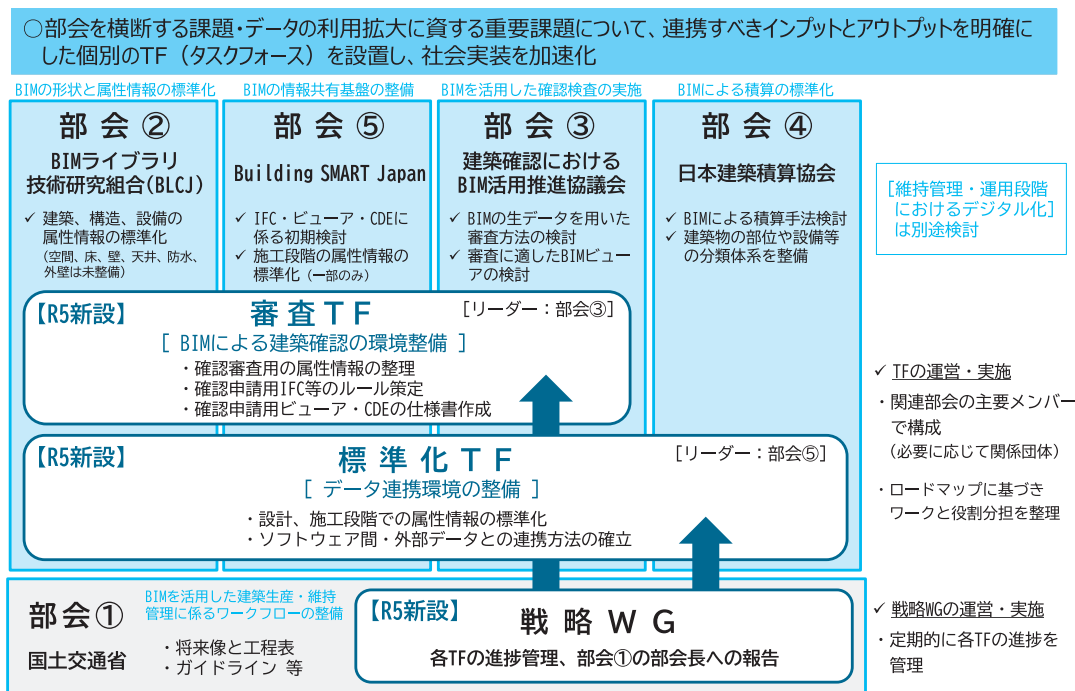 ○部会を横断する課題・データの利用拡大に資する重要課題について、連携すべきインプットとアウトプットを明確に
した個別のTF（タスクフォース）を設置し、社会実装を加速化
BIMの形状と属性情報の標準化
部会②
BIMライブラリ
技術研究組合(BLCJ)
✓ 建築、構造、設備の
属性情報の標準化
(空間、床、壁、天井、防水、
外壁は未整備)
BIMの情報共有基盤の整備
部会⑤
Building SMART Japan
✓ IFC・ビューア・CDEに
係る初期検討
✓ 施工段階の属性情報の
標準化（一部のみ）
BIMを活用した確認検査の実施
部会③
建築確認における
BIM活用推進協議会
✓ BIMの生データを用いた
審査方法の検討
✓ 審査に適したBIMビュー
アの検討
BIMによる積算の標準化
部会④
日本建築積算協会
✓ BIMによる積算手法検討
✓ 建築物の部位や設備等
の分類体系を整備
[維持管理・運用段階
におけるデジタル化]
は別途検討
【R5新設】
審査TF
[リーダー：部会③]
[ BIMによる建築確認の環境整備 ]
・確認審査用の属性情報の整理
・確認申請用IFC等のルール策定
・確認申請用ビューア・CDEの仕様書作成
【R5新設】
標準化TF
[リーダー：部会⑤]
[ データ連携環境の整備 ]
・設計、施工段階での属性情報の標準化
・ソフトウェア間・外部データとの連携方法の確立
✓ TFの運営・実施
・関連部会の主要メンバー
で構成
（必要に応じて関係団体）
・ロードマップに基づき
ワークと役割分担を整理
部会①
国土交通省
BIMを活用した建築生産・維持
管理に係るワークフローの整備
・将来像と工程表
・ガイドライン 等
【R5新設】
戦略WG
各TFの進捗管理、部会①の部会長への報告
✓ 戦略WGの運営・実施
・定期的に各TFの進捗を
管理